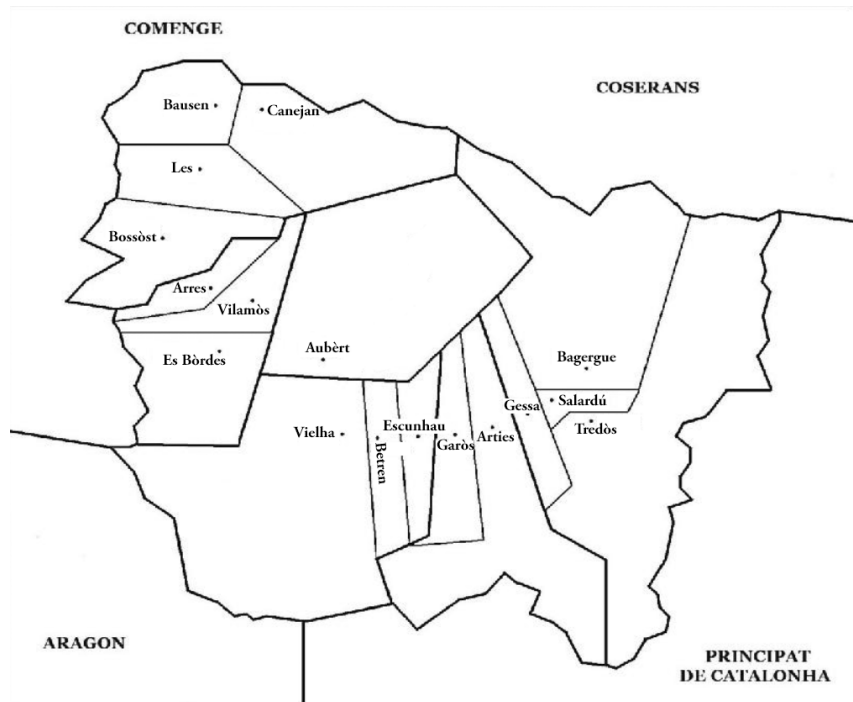 COMENGE
COSERANS
Bausen
Canejan
Les
Bossòst
Arres
Vilamòs
Es Bòrdes
Aubèrt
Bagergue
Gessa
Salardú
Escunhau
Tredòs
Vielha
Betren
Garòs
Arties
ARAGON
PRINCIPAT
DE CATALONHA